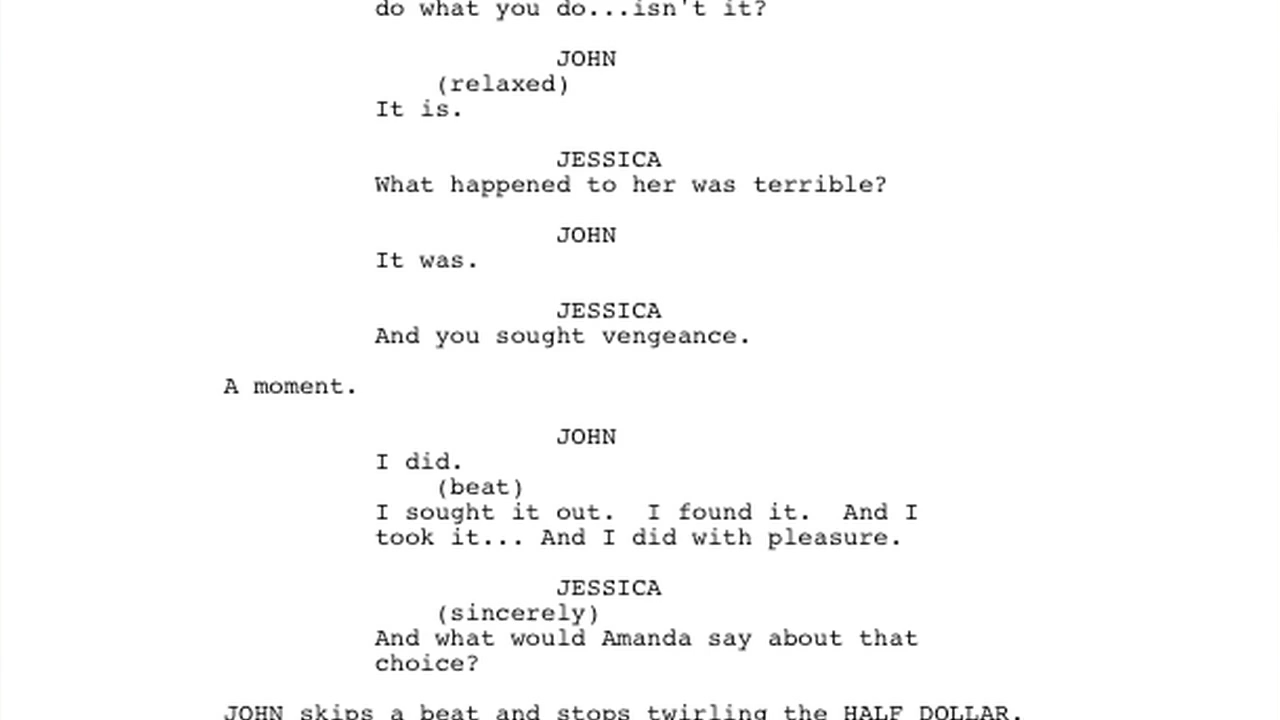 do what you do...isn't it?
JOHN
(relaxed)
It is.
JESSICA
What happened to her was terrible?
JOHN
It was.
JESSICA
And you sought vengeance.
A moment.
JOHN
I did.
(beat)
I sought it out.  I found it.  And I
took it... And I did with pleasure.
JESSICA
(sincerely)
And what would Amanda say about that
choice?
JOHN skips a beat and stops twirling the HALF DOLLAR.